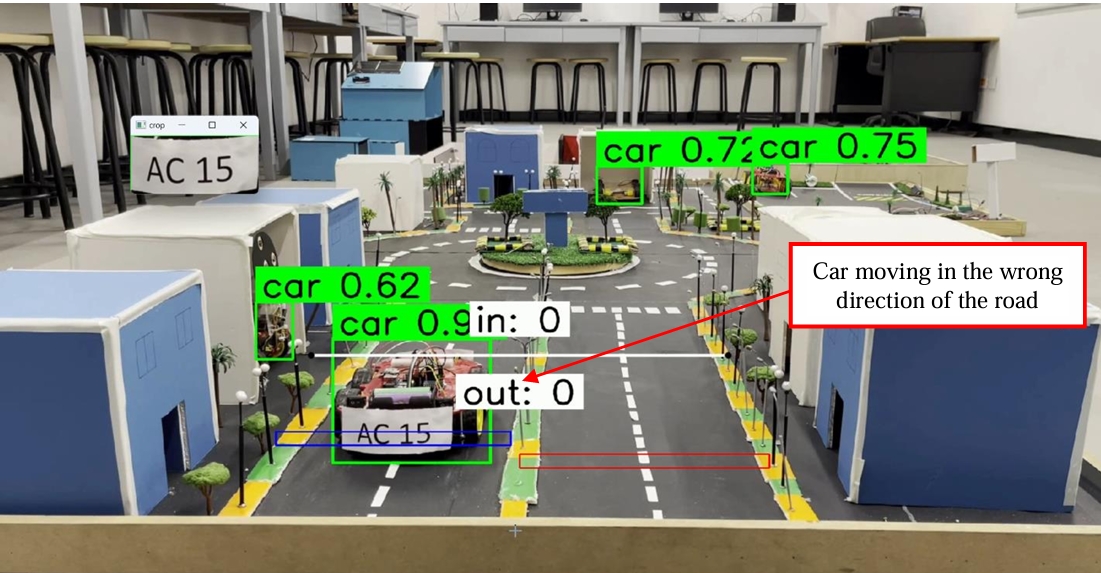 crop
AC 15
car 0.72
car 0.75
car 0.62
car 0.9
in: 0
out: 0
Car moving in the wrong
direction of the road
AC 15